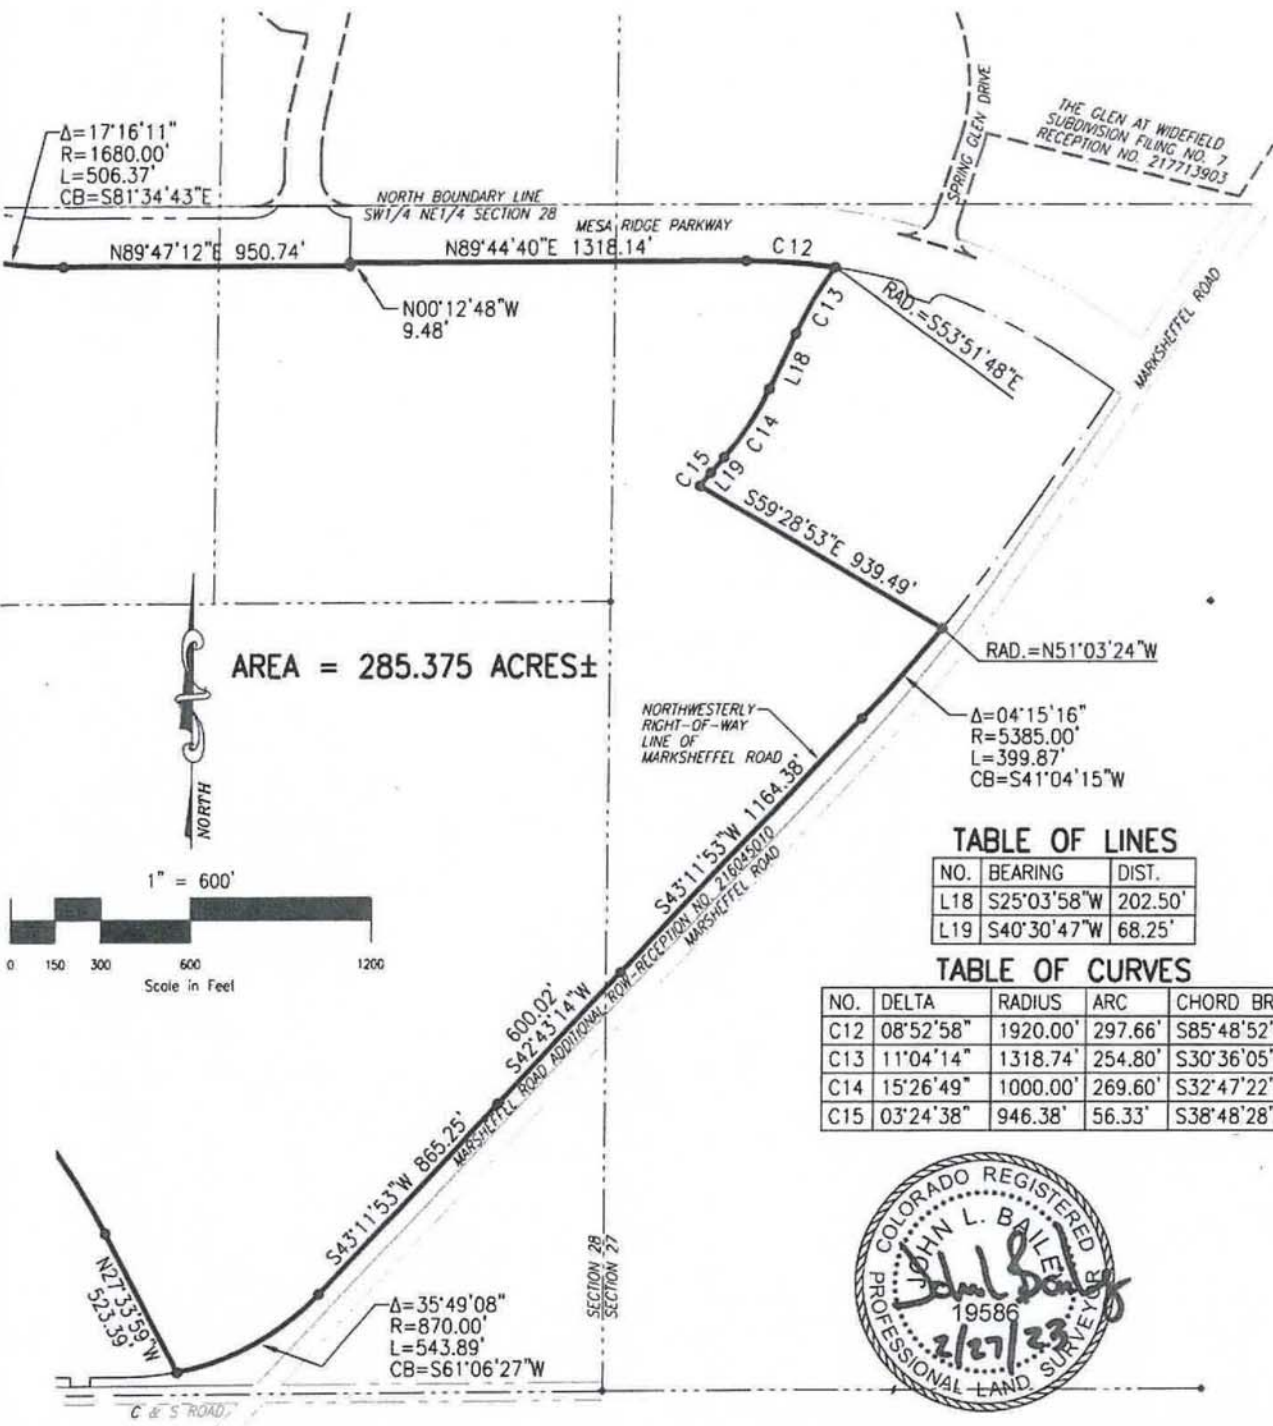 Δ=17°16'11"
R=1680.00'
L=506.37'
CB=S81°34'43"E
NORTH BOUNDARY LINE
SW1/4 NE1/4 SECTION 28
MESA RIDGE PARKWAY
SPRING GLEN DRIVE
THE GLEN AT WIDEFIELD
SUBDIVISION FILING NO. 7
RECEPTION NO. 217713903
N89°47'12"E 950.74'
N89°44'40"E 1318.14'
C12
N00°12'48"W
9.48'
C13
RAD.=S53°51'48"E
MARKSHEFFEL ROAD
L18
C14
C15
L19
S59°28'53"E 939.49'
RAD.=N51°03'24"W
AREA = 285.375 ACRES±
NORTH
NORTHWESTERLY
RIGHT-OF-WAY
LINE OF
MARKSHEFFEL ROAD
Δ=04°15'16"
R=5385.00'
L=399.87'
CB=S41°04'15"W
S43°11'53"W 1164.38'
MARSHEFFEL ROAD ADDITIONAL ROW-RECEPTION NO. 216045010
MARSHEFFEL ROAD
1" = 600'
0 150 300 600 1200
Scale in Feet
600.02'
S42°43'14"W
S43°11'53"W 865.25'
N27°33'59"W
523.39'
Δ=35°49'08"
R=870.00'
L=543.89'
CB=S61°06'27"W
SECTION 28
SECTION 27
C & S ROAD
TABLE OF LINES
NO. BEARING DIST.
L18 S25°03'58"W 202.50'
L19 S40°30'47"W 68.25'
TABLE OF CURVES
NO. DELTA RADIUS ARC CHORD BR
C12 08°52'58" 1920.00' 297.66' S85°48'52"
C13 11°04'14" 1318.74' 254.80' S30°36'05"
C14 15°26'49" 1000.00' 269.60' S32°47'22"
C15 03°24'38" 946.38' 56.33' S38°48'28"
COLORADO REGISTERED
JOHN L. BAILEY
19586
2/27/23
PROFESSIONAL LAND SURVEYOR